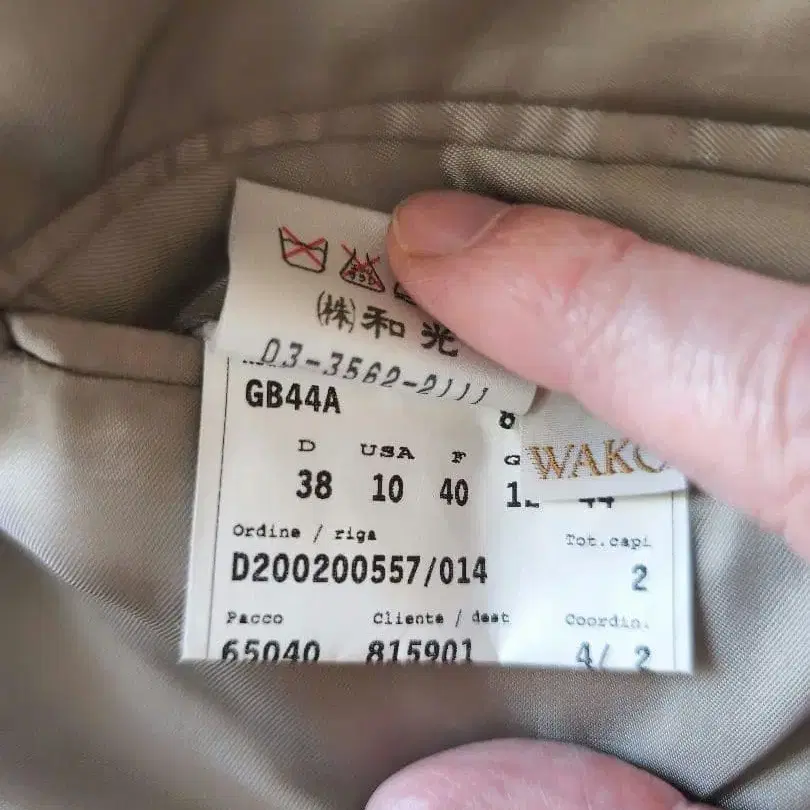 ㈱和光
03-3562-2111
GB44A
WAKO
D USA F G
38 10 40 44
Ordine / riga
Tot.capi
D200200557/014
2
Pacco Cliente / dest Coordin.
65040 815901 4/ 2